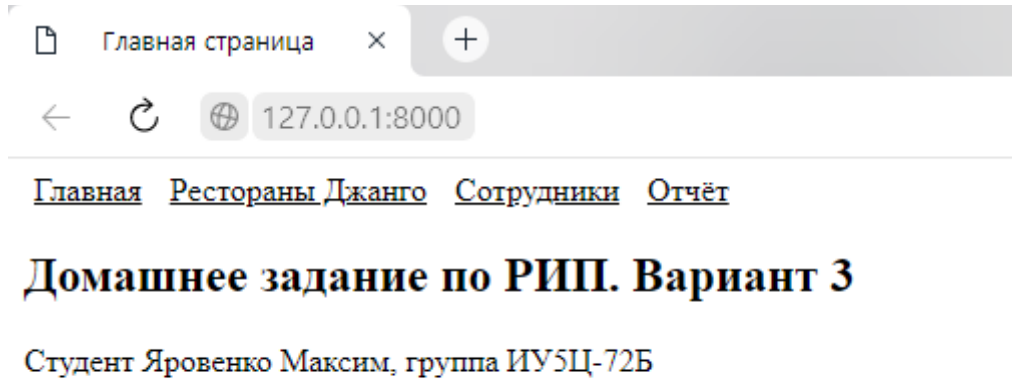 Главная страница
127.0.0.1:8000
Главная Рестораны Джанго Сотрудники Отчёт
Домашнее задание по РИП. Вариант 3
Студент Яровенко Максим, группа ИУ5Ц-72Б